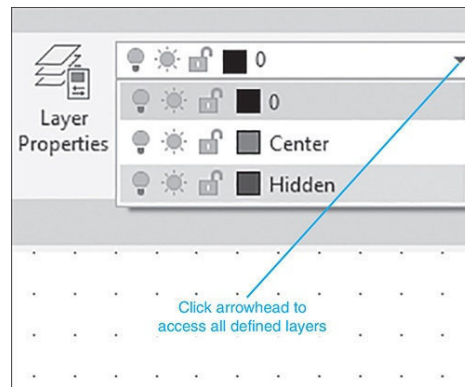 0
Layer
Properties
0
Center
Hidden
Click arrowhead to
access all defined layers